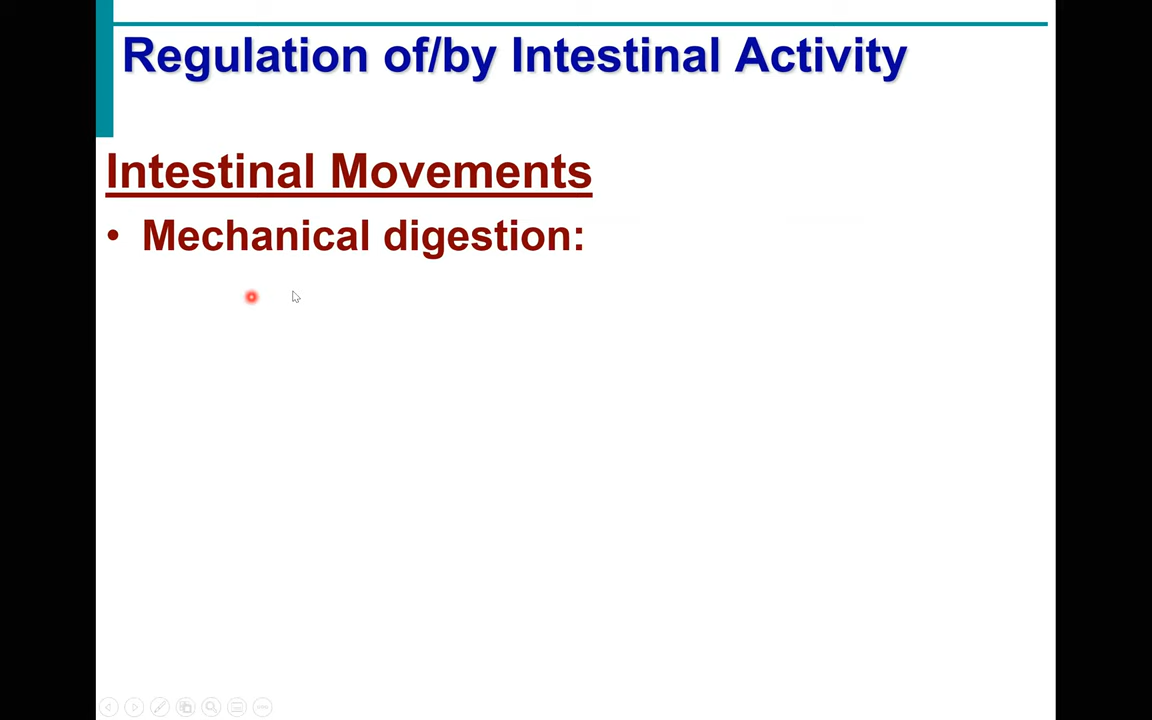 Regulation of/by Intestinal Activity
Intestinal Movements
• Mechanical digestion: